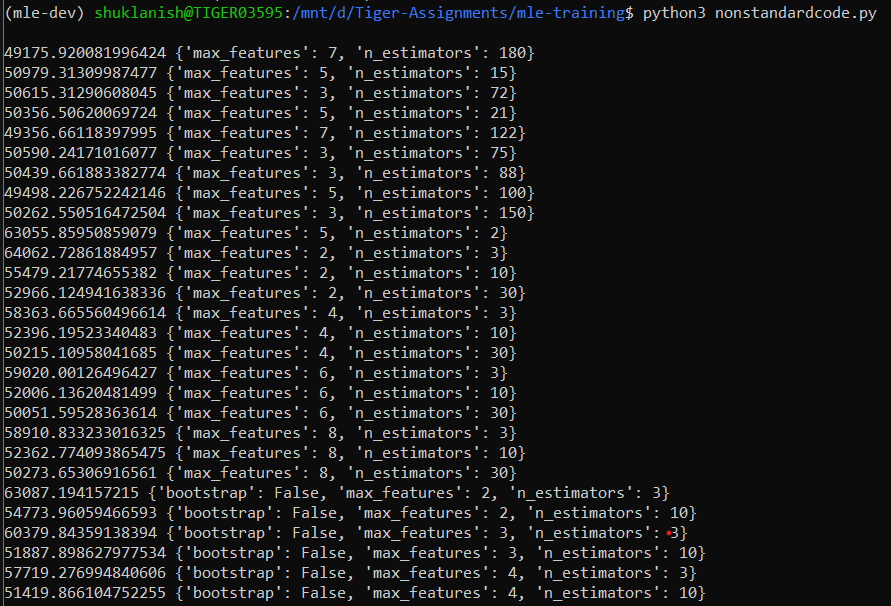 (mle-dev) shuklanish@TIGER03595:/mnt/d/Tiger-Assignments/mle-training$ python3 nonstandardcode.py
49175.920081996424 {'max_features': 7, 'n_estimators': 180}
50979.31309987477 {'max_features': 5, 'n_estimators': 15}
50615.31290608045 {'max_features': 3, 'n_estimators': 72}
50356.50620069724 {'max_features': 5, 'n_estimators': 21}
49356.66118397995 {'max_features': 7, 'n_estimators': 122}
50590.24171016077 {'max_features': 3, 'n_estimators': 75}
50439.661883382774 {'max_features': 3, 'n_estimators': 88}
49498.226752242146 {'max_features': 5, 'n_estimators': 100}
50262.550516472504 {'max_features': 3, 'n_estimators': 150}
63055.85950859079 {'max_features': 5, 'n_estimators': 2}
64062.72861884957 {'max_features': 2, 'n_estimators': 3}
55479.21774655382 {'max_features': 2, 'n_estimators': 10}
52966.124941638336 {'max_features': 2, 'n_estimators': 30}
58363.665560496614 {'max_features': 4, 'n_estimators': 3}
52396.19523340483 {'max_features': 4, 'n_estimators': 10}
50215.10958041685 {'max_features': 4, 'n_estimators': 30}
59020.00126496427 {'max_features': 6, 'n_estimators': 3}
52006.13620481499 {'max_features': 6, 'n_estimators': 10}
50051.59528363614 {'max_features': 6, 'n_estimators': 30}
58910.833233016325 {'max_features': 8, 'n_estimators': 3}
52362.774093865475 {'max_features': 8, 'n_estimators': 10}
50273.65306916561 {'max_features': 8, 'n_estimators': 30}
63087.194157215 {'bootstrap': False, 'max_features': 2, 'n_estimators': 3}
54773.96059466593 {'bootstrap': False, 'max_features': 2, 'n_estimators': 10}
60379.84359138394 {'bootstrap': False, 'max_features': 3, 'n_estimators': 3}
51887.898627977534 {'bootstrap': False, 'max_features': 3, 'n_estimators': 10}
57719.276994840606 {'bootstrap': False, 'max_features': 4, 'n_estimators': 3}
51419.866104752255 {'bootstrap': False, 'max_features': 4, 'n_estimators': 10}